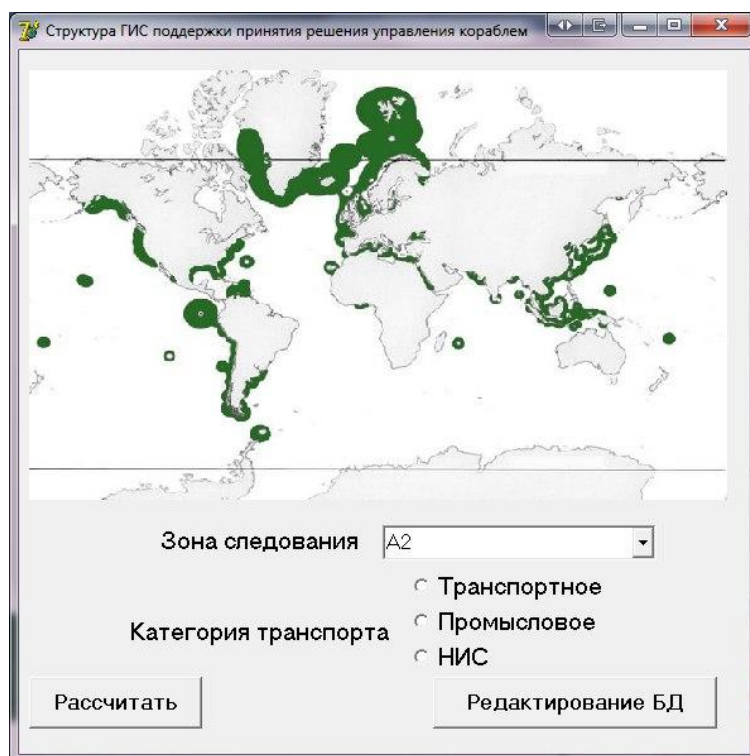 Структура ГИС поддержки принятия решения управления кораблем
Зона следования
A2
Транспортное
Категория транспорта
Промысловое
НИС
Рассчитать
Редактирование БД